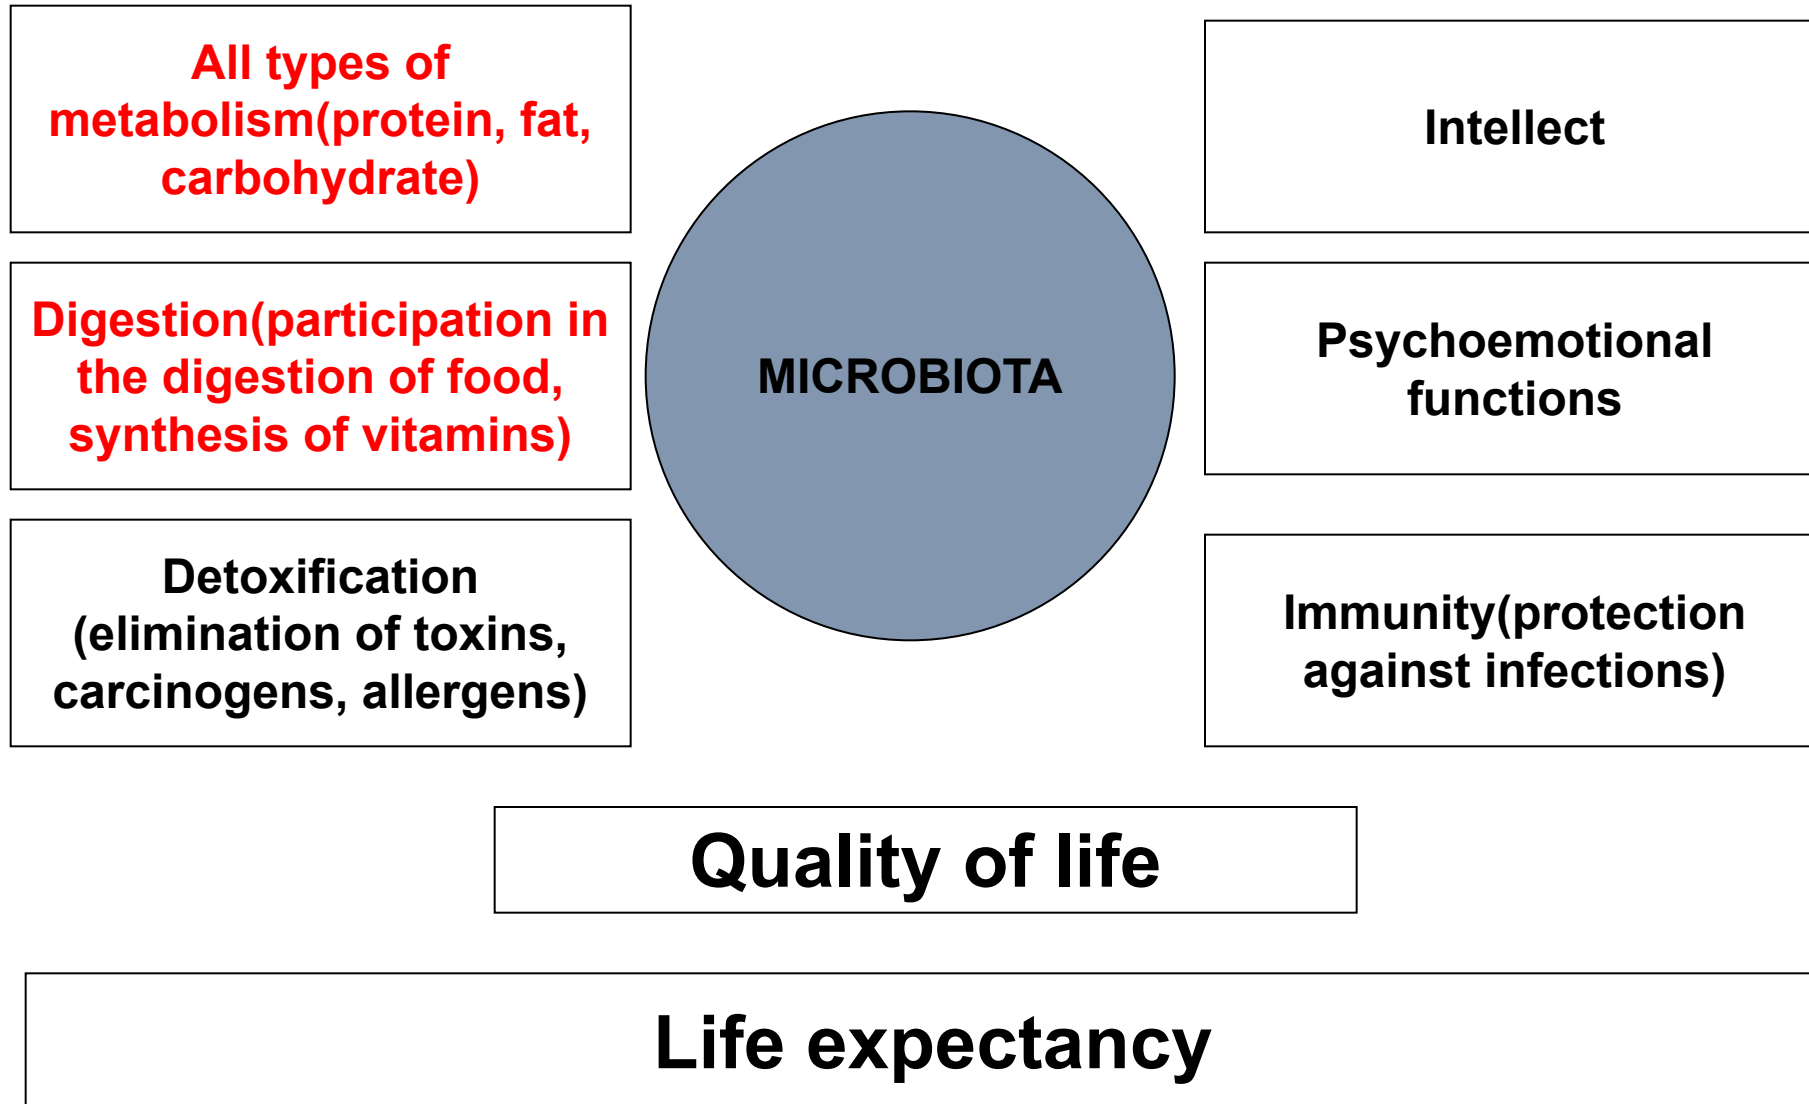 All types of
metabolism(protein, fat,
carbohydrate)
Digestion(participation in
the digestion of food,
synthesis of vitamins)
Detoxification
(elimination of toxins,
carcinogens, allergens)
MICROBIOTA
Intellect
Psychoemotional
functions
Immunity(protection
against infections)
Quality of life
Life expectancy